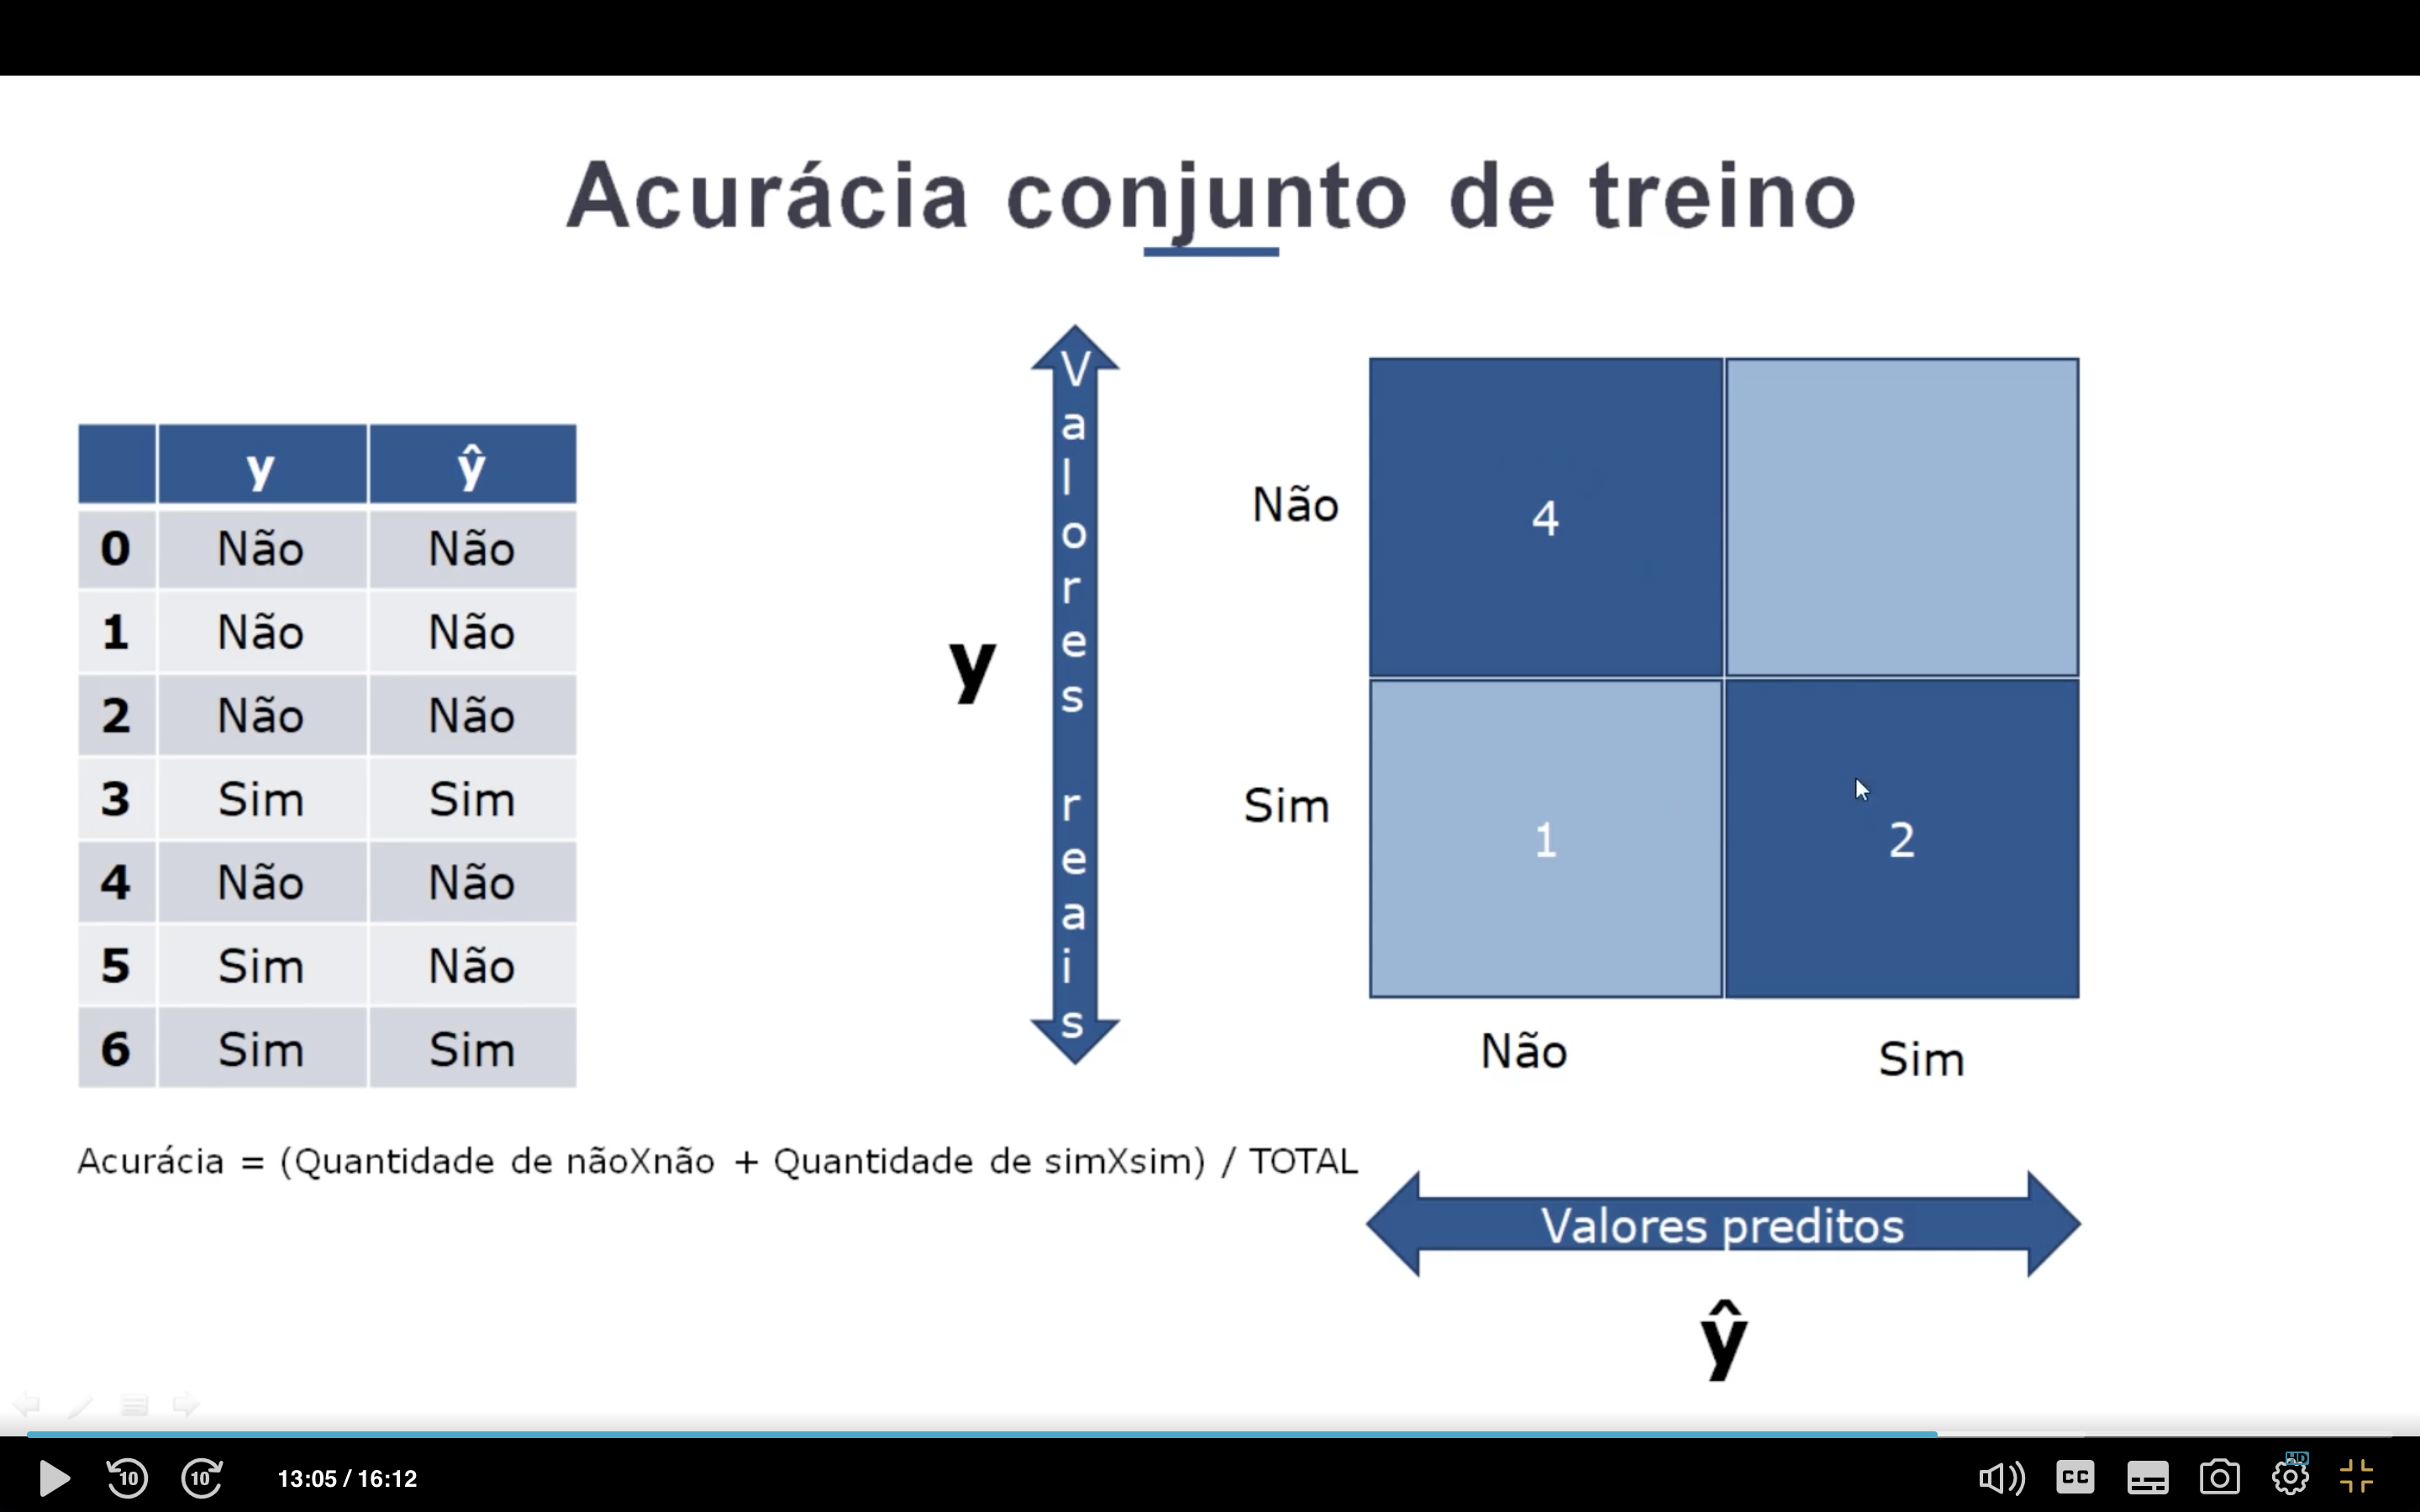 Acurácia conjunto de treino
y ŷ
0 Não Não
1 Não Não
2 Não Não
3 Sim Sim
4 Não Não
5 Sim Não
6 Sim Sim
Acurácia = (Quantidade de nãoXnão + Quantidade de simXsim) / TOTAL
y
Valores reais
Não
4
Sim
1 2
Não Sim
Valores preditos
ŷ
10 10 13:05 / 16:12 CC HD